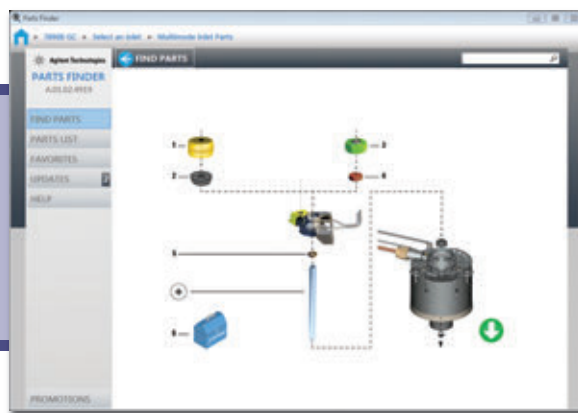 Parts Finder
7890B GC Select an inlet Multimode Inlet Parts
Agilent Technologies
FIND PARTS
PARTS FINDER
FIND PARTS
PARTS LIST
FAVORITES
UPDATES
HELP
1
3
2
4
5
6
PROMOTIONS